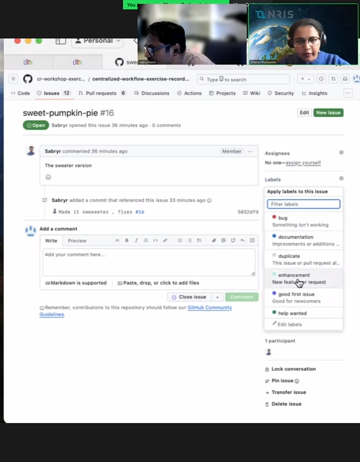 NRIS
Personal
cr-workshop-exerc... / centralized-workflow-exercise-record...
Type / to search
Code
Issues 12
Pull requests 6
Discussions
Actions
Projects
Wiki
Security
Insights
sweet-pumpkin-pie #16
Edit
New issue
Open
Sabryr opened this issue 36 minutes ago · 0 comments
Sabryr commented 36 minutes ago
Member
The sweeter version
Sabryr added a commit that referenced this issue 33 minutes ago
Made it sweeeter , fixes #16
Add a comment
Write
Preview
Add your comment here...
Markdown is supported
Paste, drop, or click to add files
Close issue
Comment
Remember, contributions to this repository should follow our GitHub Community
Guidelines.
Assignees
No one—assign yourself
Labels
Apply labels to this issue
Filter labels
bug
Something isn't working
documentation
Improvements or additions ...
duplicate
This issue or pull request al...
enhancement
New feature or request
good first issue
Good for newcomers
help wanted
Edit labels
1 participant
Lock conversation
Pin issue
Transfer issue
Delete issue